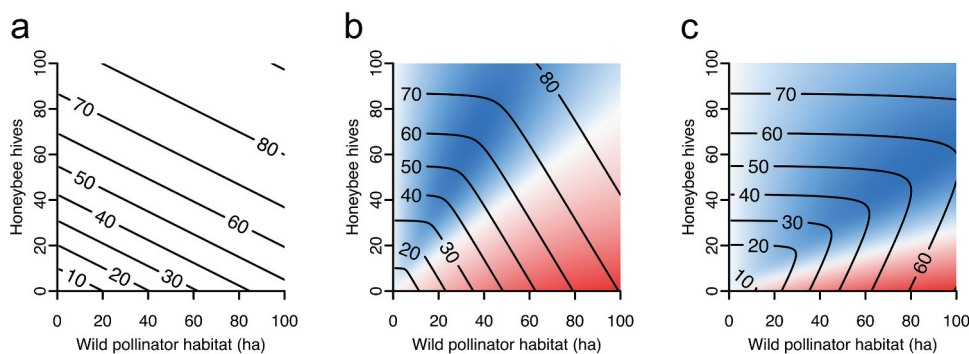 a b c
100 100 100
80 80 80
60 60 60
40 40 40
20 20 20
0 0 0
Honeybee hives Honeybee hives Honeybee hives
70 80 50 60 40 10 20 30
80 70 60 50 40 20 30
70 60 50 40 30 20 10 60
0 20 40 60 80 100 0 20 40 60 80 100 0 20 40 60 80 100
Wild pollinator habitat (ha) Wild pollinator habitat (ha) Wild pollinator habitat (ha)